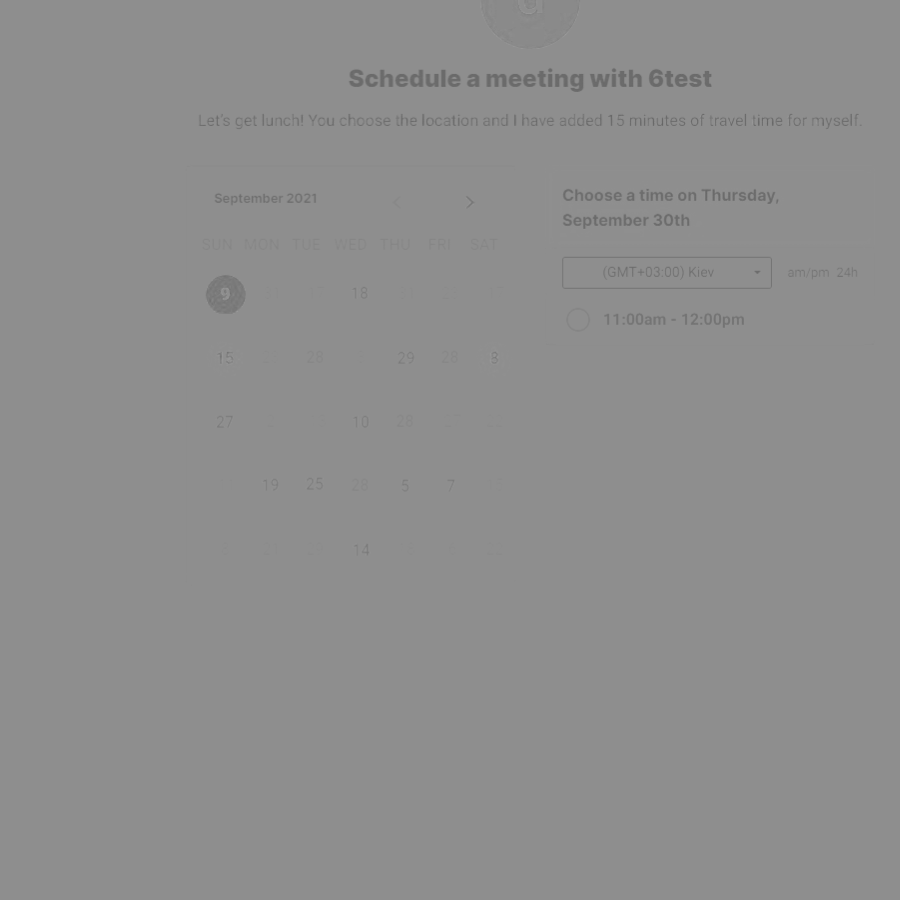 Schedule a meeting with 6test
Let's get lunch! You choose the location and I have added 15 minutes of travel time for myself.
September 2021
SUN MON TUE WED THU FRI SAT
9 18
15 28 29 28 8
27 10 28
19 25 28 5 7
14
Choose a time on Thursday,
September 30th
(GMT+03:00) Kiev am/pm 24h
11:00am - 12:00pm